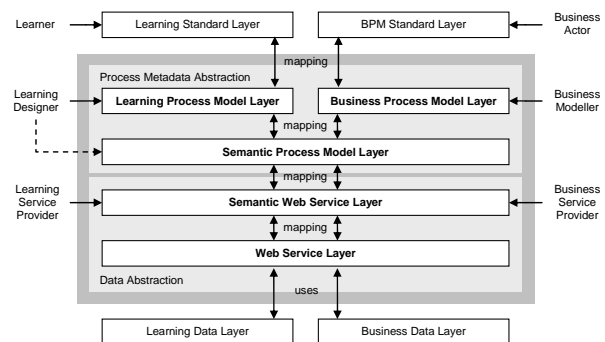 Learner
Learning Standard Layer
BPM Standard Layer
Business
Actor
mapping
Process Metadata Abstraction
Learning
Designer
Learning Process Model Layer
Business Process Model Layer
Business
Modeller
mapping
Semantic Process Model Layer
mapping
Learning
Service
Provider
Semantic Web Service Layer
Business
Service
Provider
mapping
Web Service Layer
Data Abstraction
uses
Learning Data Layer
Business Data Layer